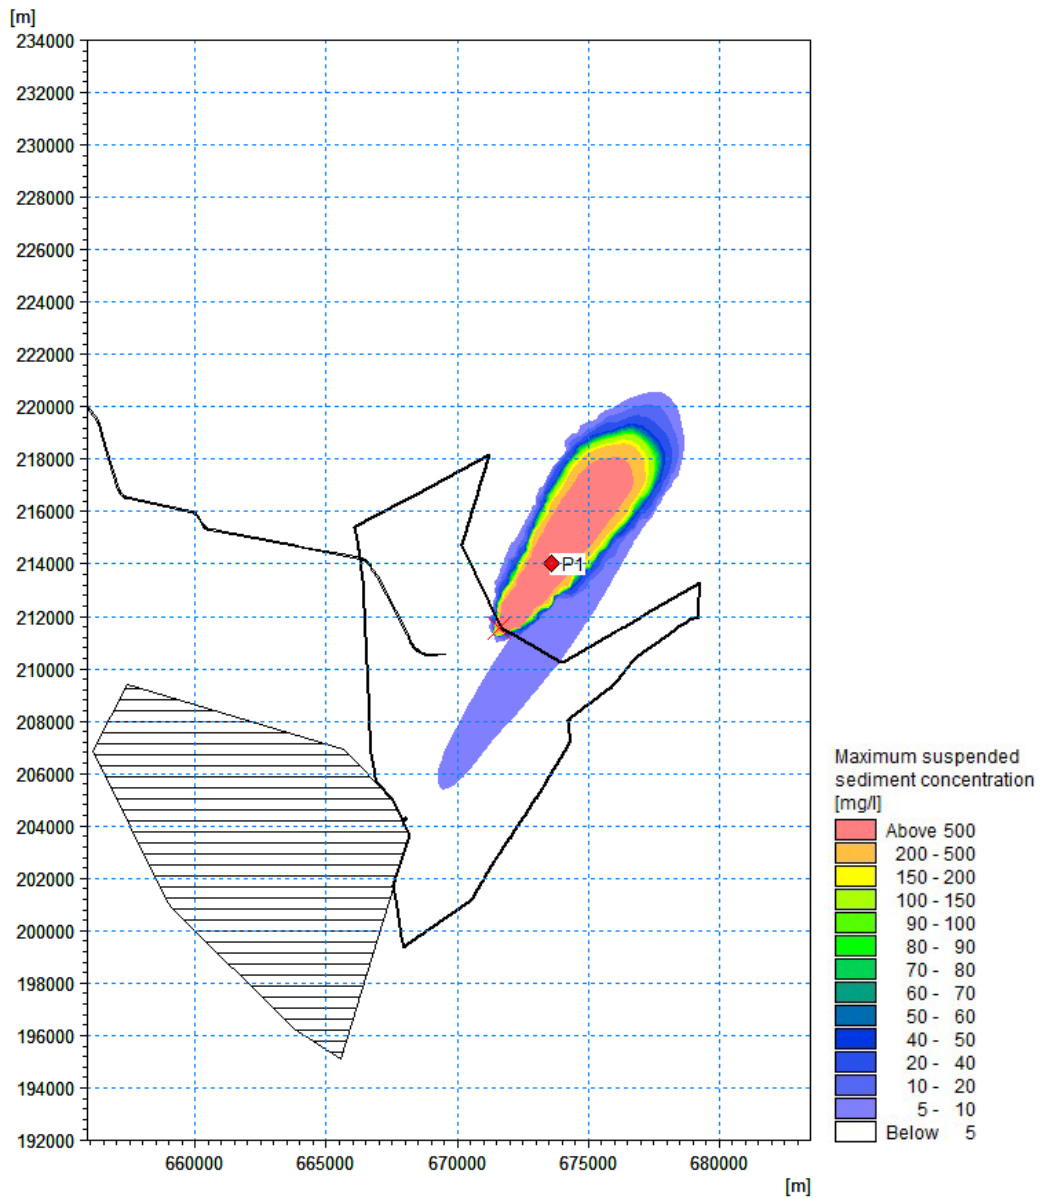 [m]
234000
232000
230000
228000
226000
224000
222000
220000
218000
216000
214000
212000
210000
208000
206000
204000
202000
200000
198000
196000
194000
192000
P1
660000 665000 670000 675000 680000
[m]
Maximum suspended
sediment concentration
[mg/l]
Above 500
200 - 500
150 - 200
100 - 150
90 - 100
80 - 90
70 - 80
60 - 70
50 - 60
40 - 50
20 - 40
10 - 20
5 - 10
Below 5